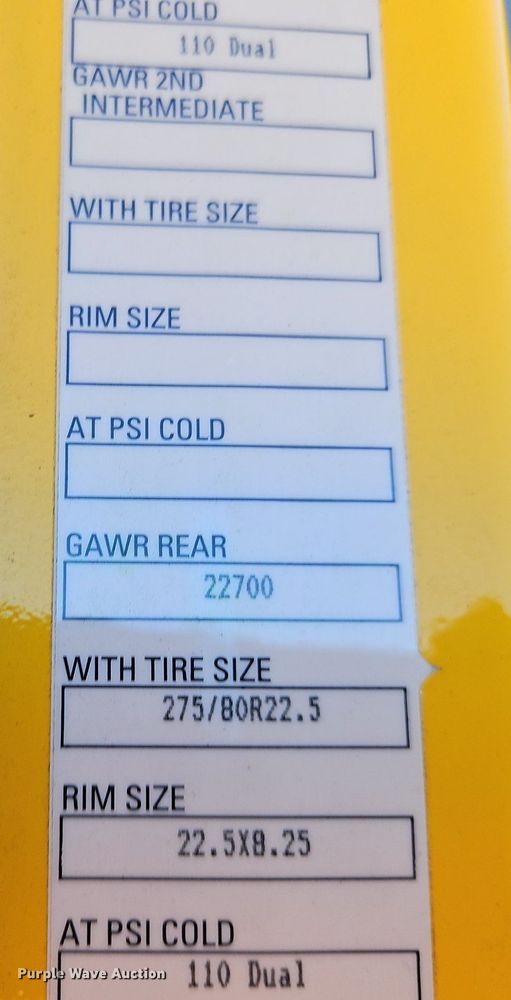 AT PSI COLD
110 Dual
GAWR 2ND
INTERMEDIATE
WITH TIRE SIZE
RIM SIZE
AT PSI COLD
GAWR REAR
22700
WITH TIRE SIZE
275/80R22.5
RIM SIZE
22.5X8.25
AT PSI COLD
110 Dual
Purple Wave Auction